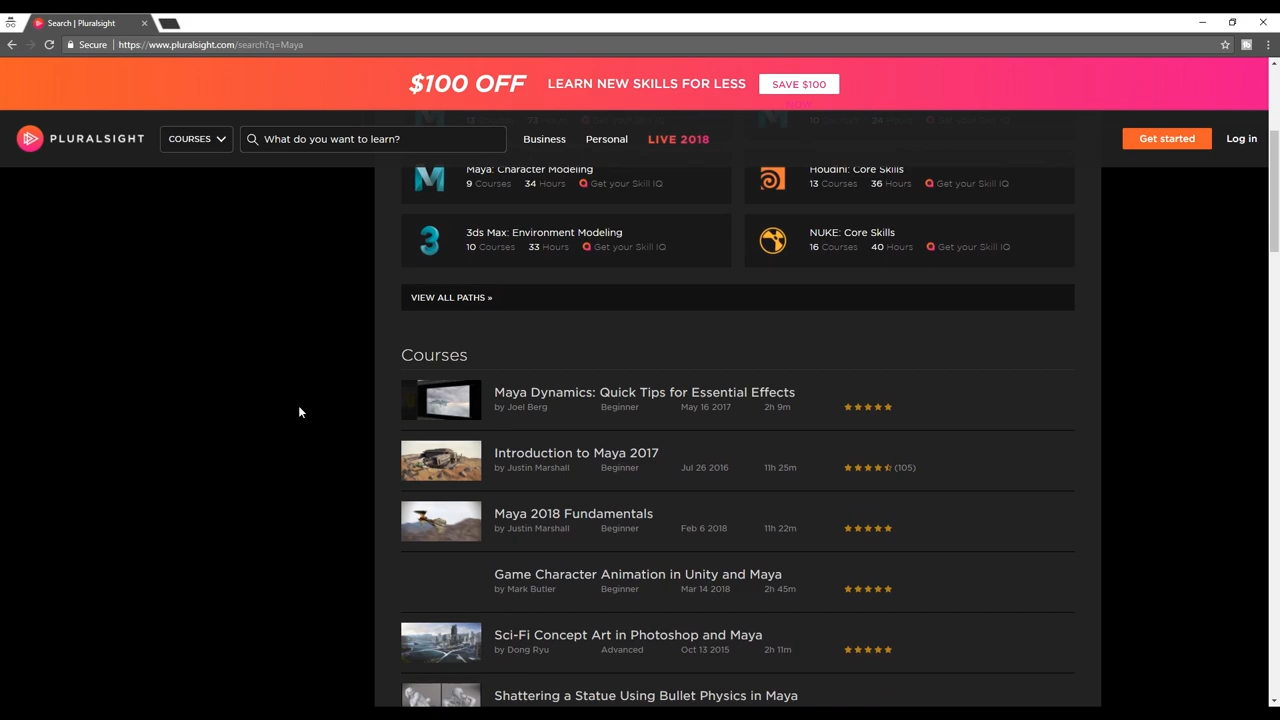 Search | Pluralsight
Secure | https://www.pluralsight.com/search?q=Maya
$100 OFF LEARN NEW SKILLS FOR LESS SAVE $100
PLURALSIGHT COURSES What do you want to learn? Business Personal LIVE 2018 Get started Log in
Maya: Character Modeling
9 Courses 34 Hours Get your Skill IQ
Houdini: Core Skills
13 Courses 36 Hours Get your Skill IQ
3ds Max: Environment Modeling
10 Courses 33 Hours Get your Skill IQ
NUKE: Core Skills
16 Courses 40 Hours Get your Skill IQ
VIEW ALL PATHS »
Courses
Maya Dynamics: Quick Tips for Essential Effects
by Joel Berg Beginner May 16 2017 2h 9m
Introduction to Maya 2017
by Justin Marshall Beginner Jul 26 2016 11h 25m (105)
Maya 2018 Fundamentals
by Justin Marshall Beginner Feb 6 2018 11h 22m
Game Character Animation in Unity and Maya
by Mark Butler Beginner Mar 14 2018 2h 45m
Sci-Fi Concept Art in Photoshop and Maya
by Dong Ryu Advanced Oct 13 2015 2h 11m
Shattering a Statue Using Bullet Physics in Maya